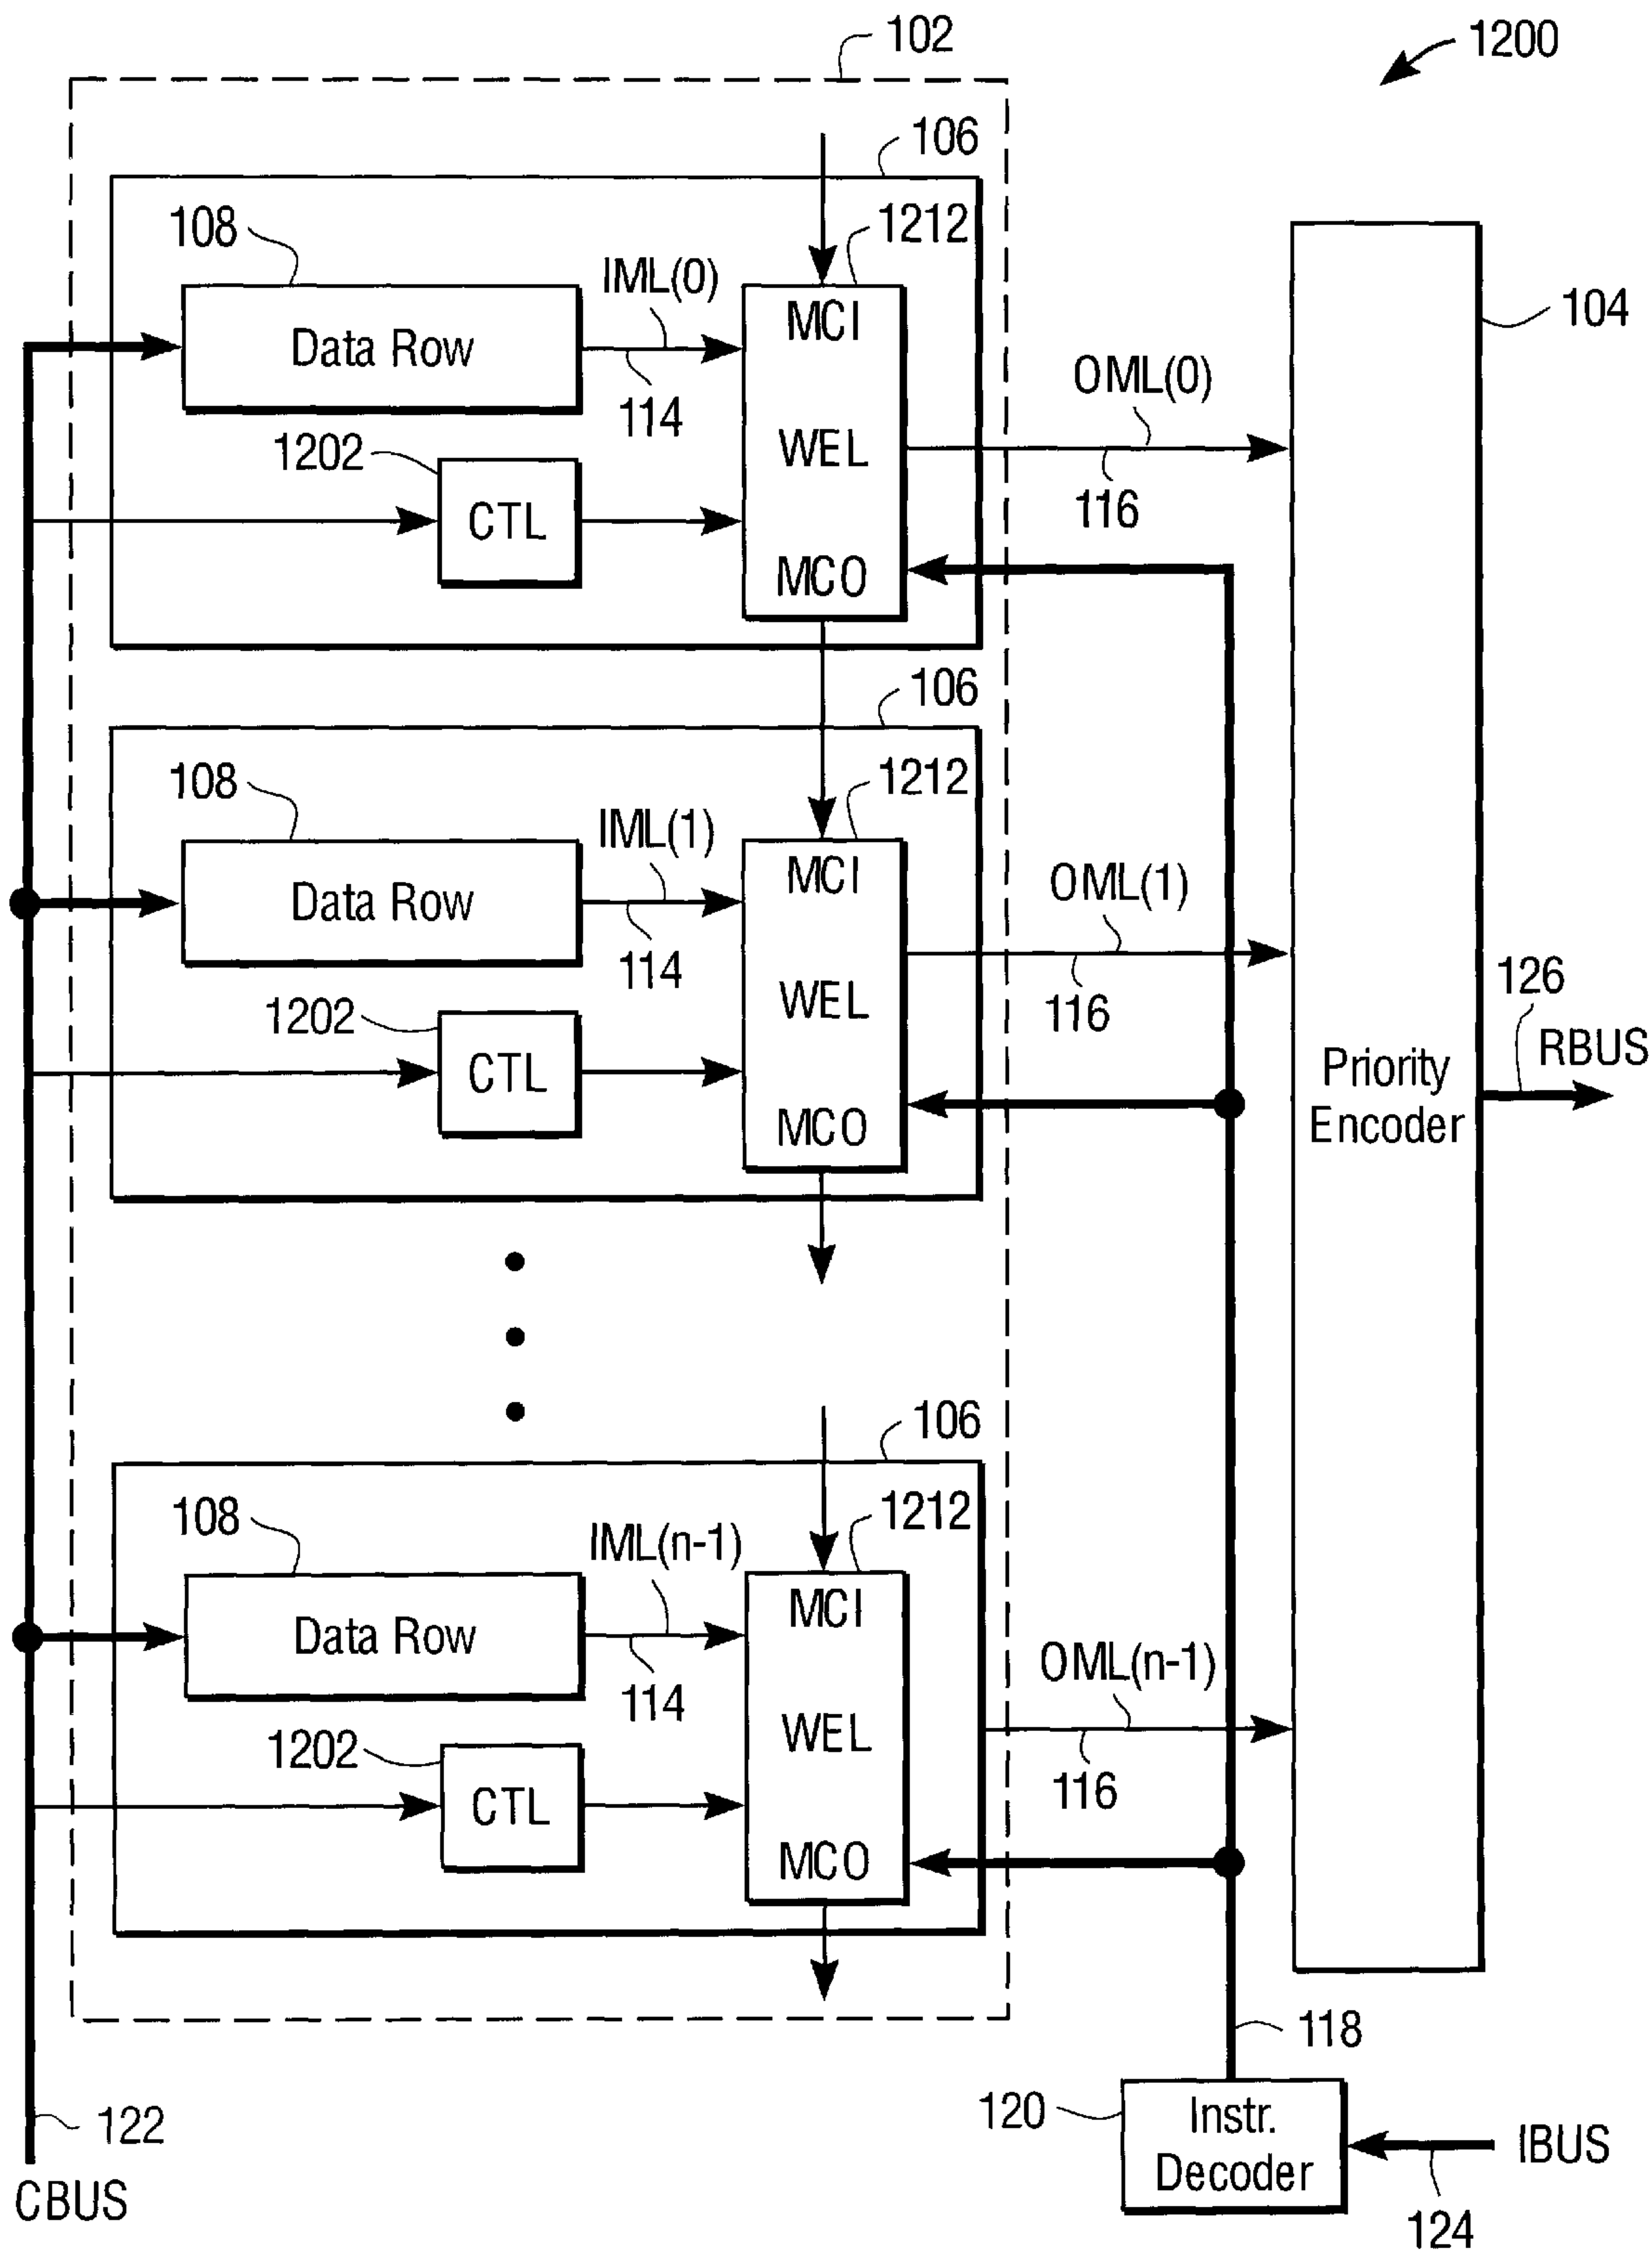 102
1200
106
108
IML(0)
1212
MCI
Data Row
114
104
OML(0)
1202
WEL
CTL
116
MCO
106
108
IML(1)
1212
MCI
Data Row
114
OML(1)
1202
WEL
CTL
116
MCO
126
RBUS
Priority
Encoder
106
108
IML(n-1)
1212
MCI
Data Row
114
OML(n-1)
1202
WEL
CTL
116
MCO
118
120
Instr.
Decoder
IBUS
124
122
CBUS